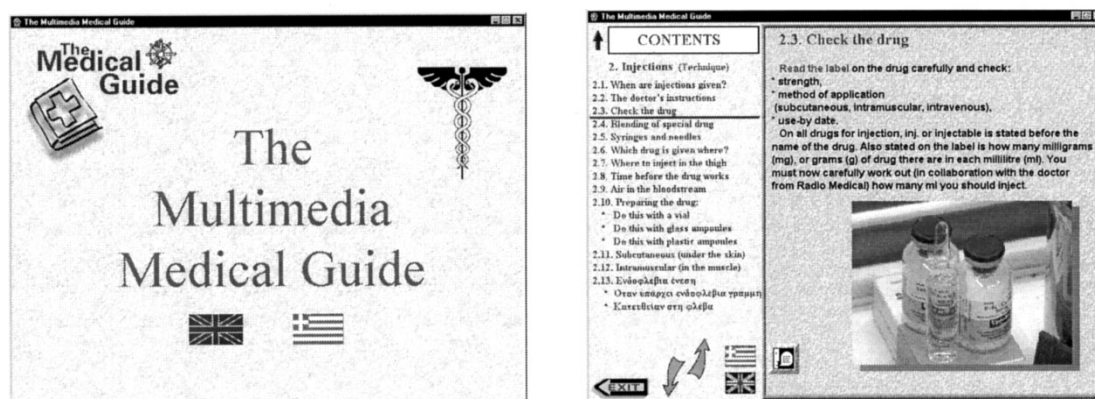 The Multimedia Medical Guide
The
Medical
Guide
The
Multimedia
Medical Guide
The Multimedia Medical Guide
CONTENTS
2. Injections (Technique)
2.1. When are injections given?
2.2. The doctor's instructions
2.3. Check the drug
2.4. Blending of special drug
2.5. Syringes and needles
2.6. Which drug is given where?
2.7. Where to inject in the thigh
2.8. Time before the drug works
2.9. Air in the bloodstream
2.10. Preparing the drug:
* Do this with a vial
* Do this with glass ampoules
* Do this with plastic ampoules
2.11. Subcutaneous (under the skin)
2.12. Intramuscular (in the muscle)
2.13. Ενδοφλέβια ένεση
* Όταν υπάρχει ενδοφλέβια γραμμη
* Κατευθείαν στη φλέβα
EXIT
2.3. Check the drug
Read the label on the drug carefully and check:
* strength,
* method of application
(subcutaneous, intramuscular, intravenous),
* use-by date.
On all drugs for injection, inj. or injectable is stated before the
name of the drug. Also stated on the label is how many milligrams
(mg), or grams (g) of drug there are in each millilitre (ml). You
must now carefully work out (in collaboration with the doctor
from Radio Medical) how many ml you should inject.